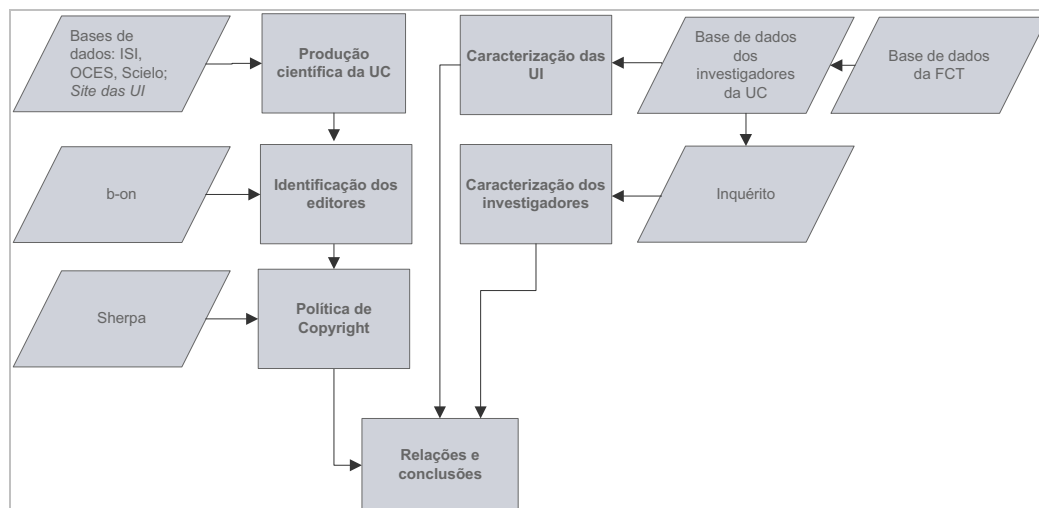 Bases de
dados: ISI,
OCES, Scielo;
Site das UI
Produção
científica da UC
Caracterização das
UI
Base de dados
dos
investigadores
da UC
Base de dados
da FCT
b-on
Identificação dos
editores
Caracterização dos
investigadores
Inquérito
Sherpa
Política de
Copyright
Relações e
conclusões